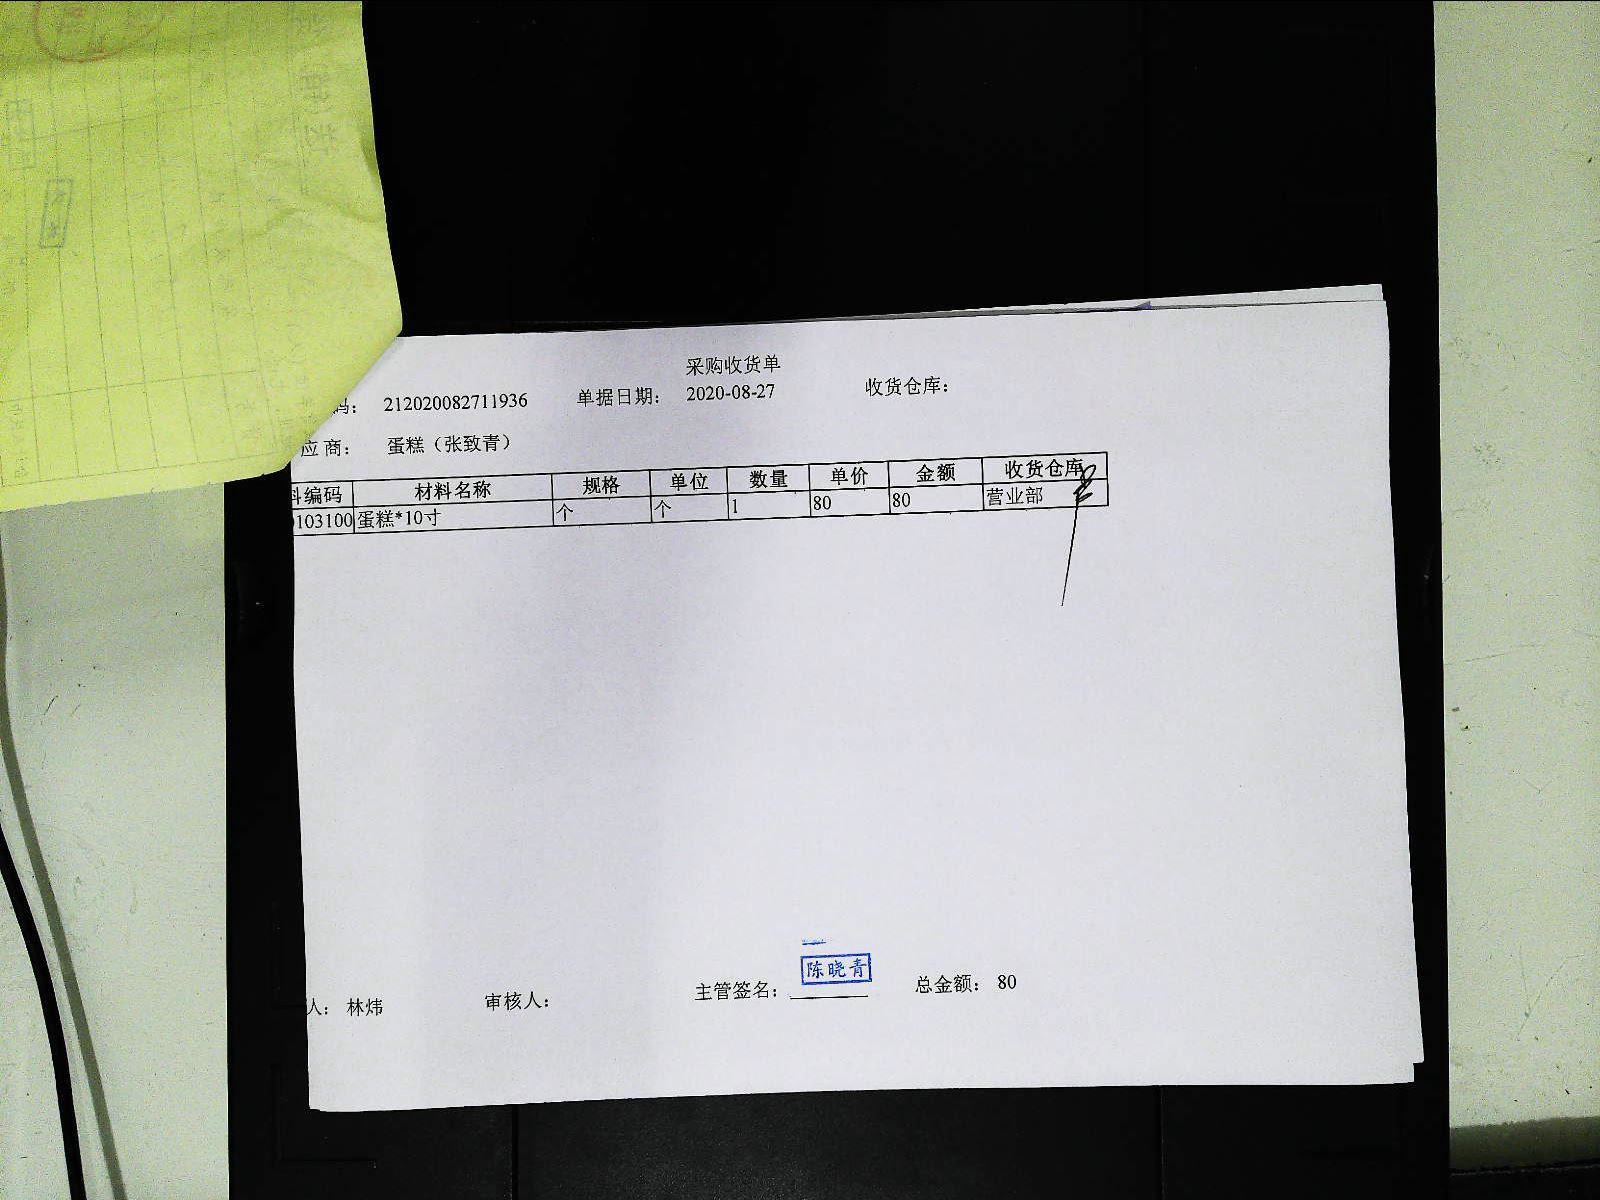 采购收货单
码： 212020082711936 单据日期： 2020-08-27 收货仓库：
应商： 蛋糕（张致青）
料编码 材料名称 规格 单位 数量 单价 金额 收货仓库
0103100 蛋糕*10寸 个 个 1 80 80 营业部
人： 林炜 审核人： 主管签名： 陈晓青 总金额： 80